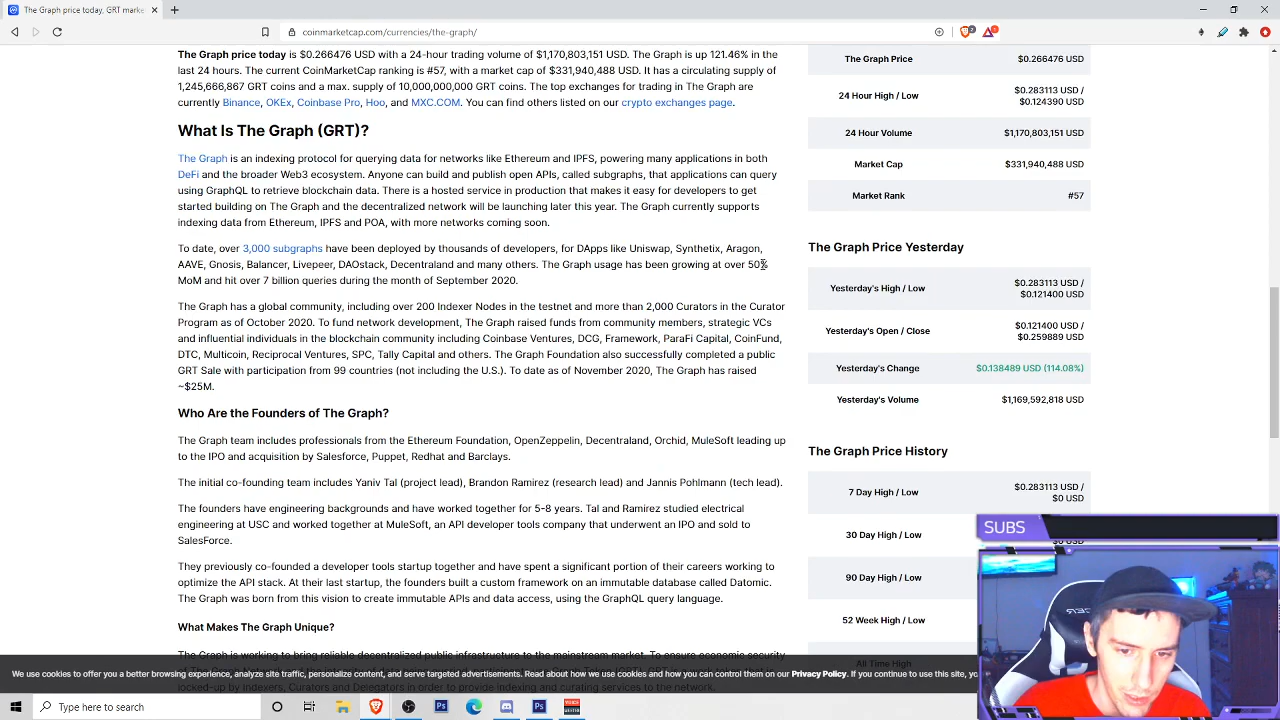 The Graph price today, GRT marke
coinmarketcap.com/currencies/the-graph/
The Graph price today is $0.266476 USD with a 24-hour trading volume of $1,170,803,151 USD. The Graph is up 121.46% in the
last 24 hours. The current CoinMarketCap ranking is #57, with a market cap of $331,940,488 USD. It has a circulating supply of
1,245,666,867 GRT coins and a max. supply of 10,000,000,000 GRT coins. The top exchanges for trading in The Graph are
currently Binance, OKEx, Coinbase Pro, Hoo, and MXC.COM. You can find others listed on our crypto exchanges page.
What Is The Graph (GRT)?
The Graph is an indexing protocol for querying data for networks like Ethereum and IPFS, powering many applications in both
DeFi and the broader Web3 ecosystem. Anyone can build and publish open APIs, called subgraphs, that applications can query
using GraphQL to retrieve blockchain data. There is a hosted service in production that makes it easy for developers to get
started building on The Graph and the decentralized network will be launching later this year. The Graph currently supports
indexing data from Ethereum, IPFS and POA, with more networks coming soon.
To date, over 3,000 subgraphs have been deployed by thousands of developers, for DApps like Uniswap, Synthetix, Aragon,
AAVE, Gnosis, Balancer, Livepeer, DAOstack, Decentraland and many others. The Graph usage has been growing at over 50%
MoM and hit over 7 billion queries during the month of September 2020.
The Graph has a global community, including over 200 Indexer Nodes in the testnet and more than 2,000 Curators in the Curator
Program as of October 2020. To fund network development, The Graph raised funds from community members, strategic VCs
and influential individuals in the blockchain community including Coinbase Ventures, DCG, Framework, ParaFi Capital, CoinFund,
DTC, Multicoin, Reciprocal Ventures, SPC, Tally Capital and others. The Graph Foundation also successfully completed a public
GRT Sale with participation from 99 countries (not including the U.S.). To date as of November 2020, The Graph has raised
~$25M.
Who Are the Founders of The Graph?
The Graph team includes professionals from the Ethereum Foundation, OpenZeppelin, Decentraland, Orchid, MuleSoft leading up
to the IPO and acquisition by Salesforce, Puppet, Redhat and Barclays.
The initial co-founding team includes Yaniv Tal (project lead), Brandon Ramirez (research lead) and Jannis Pohlmann (tech lead).
The founders have engineering backgrounds and have worked together for 5-8 years. Tal and Ramirez studied electrical
engineering at USC and worked together at MuleSoft, an API developer tools company that underwent an IPO and sold to
SalesForce.
They previously co-founded a developer tools startup together and have spent a significant portion of their careers working to
optimize the API stack. At their last startup, the founders built a custom framework on an immutable database called Datomic.
The Graph was born from this vision to create immutable APIs and data access, using the GraphQL query language.
What Makes The Graph Unique?
The Graph is working to bring reliable decentralized public infrastructure to the mainstream market. To ensure economic security
locked-up by Indexers, Curators and Delegators in order to provide indexing and curating services to the network.
The Graph Price $0.266476 USD
24 Hour High / Low $0.283113 USD /
$0.124390 USD
24 Hour Volume $1,170,803,151 USD
Market Cap $331,940,488 USD
Market Rank #57
The Graph Price Yesterday
Yesterday's High / Low $0.283113 USD /
$0.121400 USD
Yesterday's Open / Close $0.121400 USD /
$0.259889 USD
Yesterday's Change $0.138489 USD (114.08%)
Yesterday's Volume $1,169,592,818 USD
The Graph Price History
7 Day High / Low $0.283113 USD /
$0 USD
30 Day High / Low
90 Day High / Low
52 Week High / Low
All Time High
SUBS
We use cookies to offer you a better browsing experience, analyze site traffic, personalize content, and serve targeted advertisements. Read about how we use cookies and how you can control them on our Privacy Policy. If you continue to use this site, yo
Type here to search